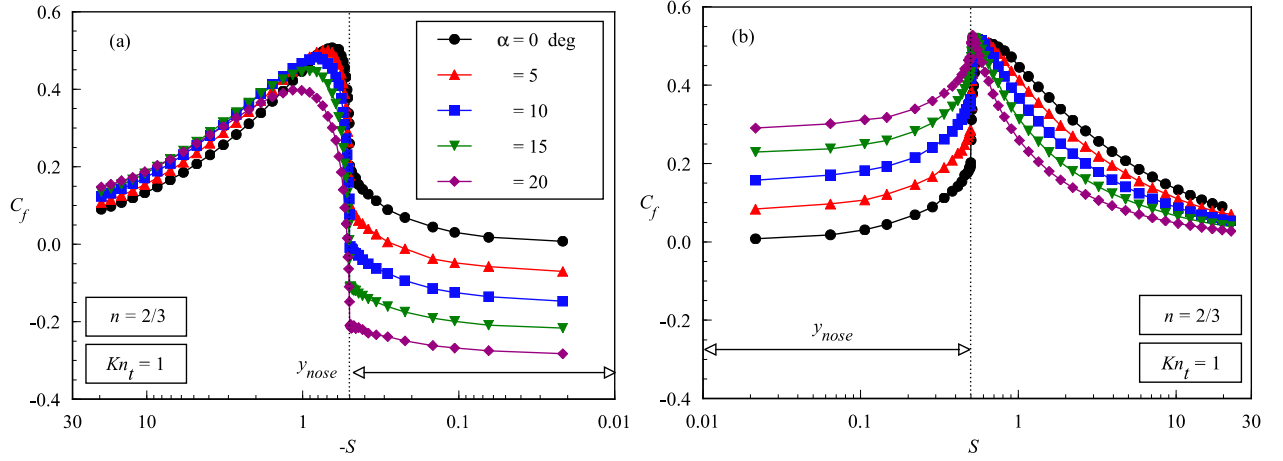 0.6
0.4
0.2
0.0
-0.2
-0.4
C_f
(a)
α = 0 deg
= 5
= 10
= 15
= 20
n = 2/3
Kn_t = 1
y_nose
30
10
1
0.1
0.01
-S
0.6
0.4
0.2
0.0
-0.2
-0.4
C_f
(b)
y_nose
n = 2/3
Kn_t = 1
0.01
0.1
1
10
30
S